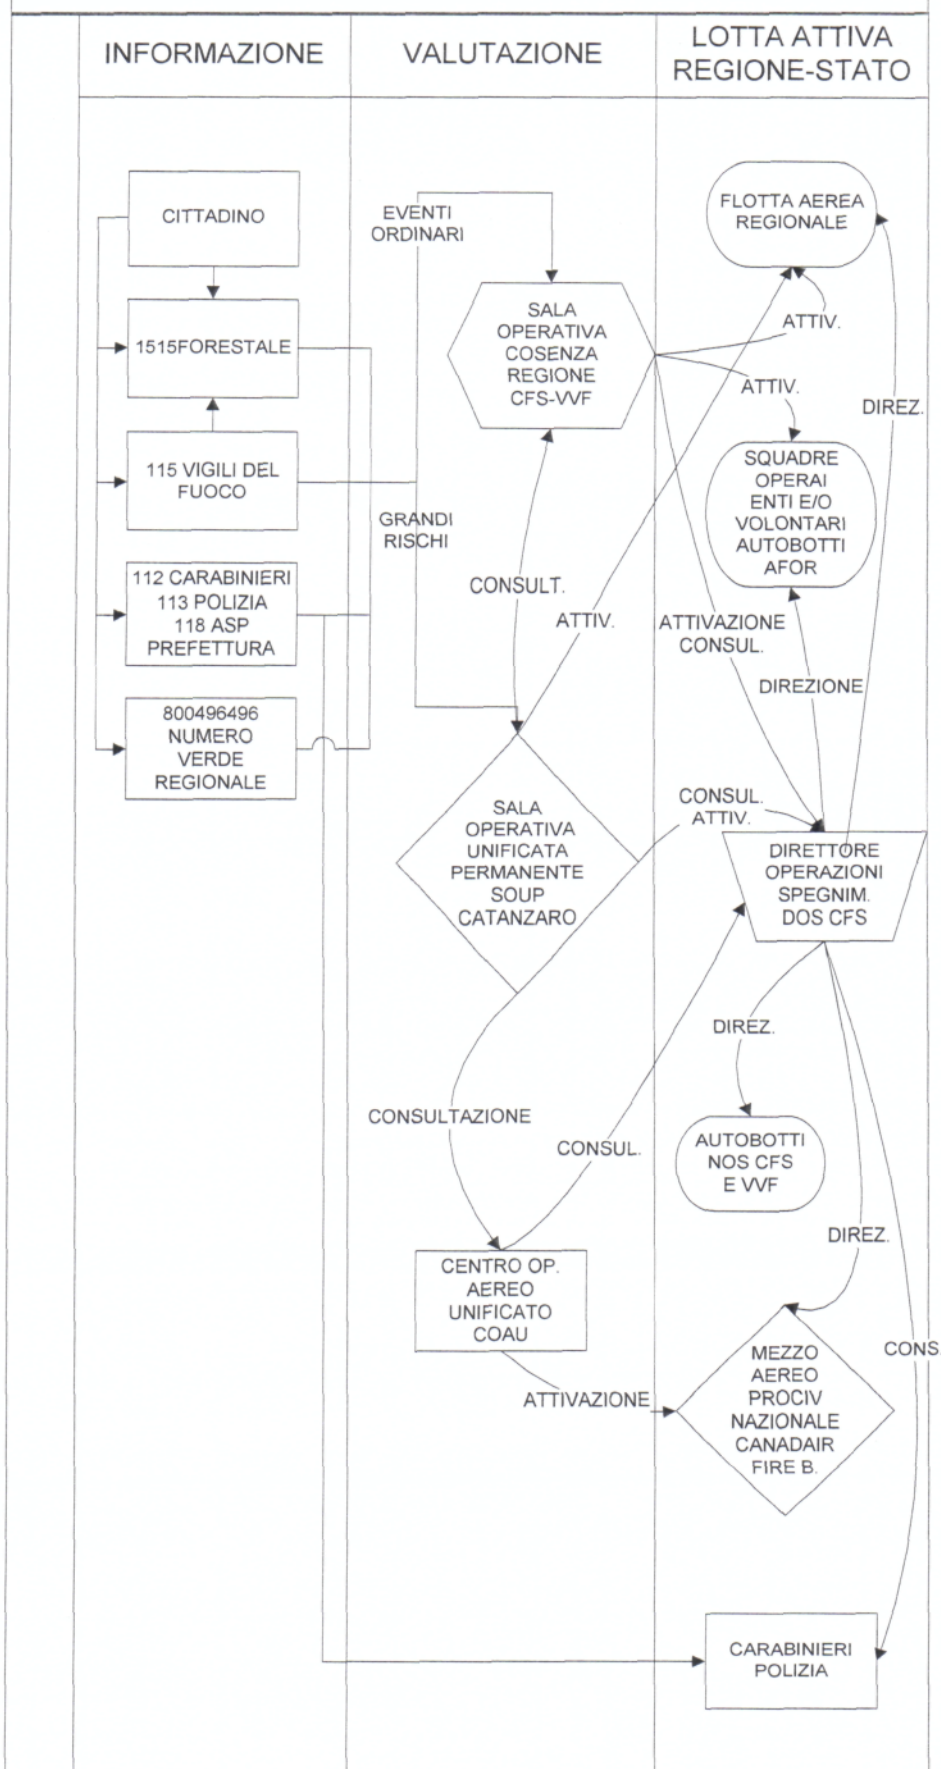 INFORMAZIONE
VALUTAZIONE
LOTTA ATTIVA
REGIONE-STATO
CITTADINO
1515FORESTALE
115 VIGILI DEL
FUOCO
112 CARABINIERI
113 POLIZIA
118 ASP
PREFETTURA
800496496
NUMERO
VERDE
REGIONALE
EVENTI
ORDINARI
GRANDI
RISCHI
SALA
OPERATIVA
COSENZA
REGIONE
CFS-VVF
CONSULT.
ATTIV.
SALA
OPERATIVA
UNIFICATA
PERMANENTE
SOUP
CATANZARO
CONSULTAZIONE
CONSUL.
CENTRO OP.
AEREO
UNIFICATO
COAU
ATTIVAZIONE
FLOTTA AEREA
REGIONALE
ATTIV.
ATTIV.
DIREZ.
SQUADRE
OPERAI
ENTI E/O
VOLONTARI
AUTOBOTTI
AFOR
ATTIVAZIONE
CONSUL.
DIREZIONE
CONSUL.
ATTIV.
DIRETTORE
OPERAZIONI
SPEGNIM.
DOS CFS
DIREZ.
AUTOBOTTI
NOS CFS
E VVF
DIREZ.
MEZZO
AEREO
PROCIV
NAZIONALE
CANADAIR
FIRE B.
CONS.
CARABINIERI
POLIZIA